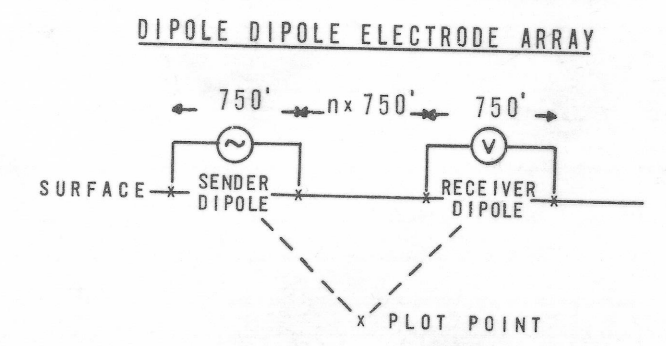 DIPOLE DIPOLE ELECTRODE ARRAY
750' n x 750' 750'
~ V
SURFACE x SENDER x x RECEIVER x
DIPOLE DIPOLE
x PLOT POINT